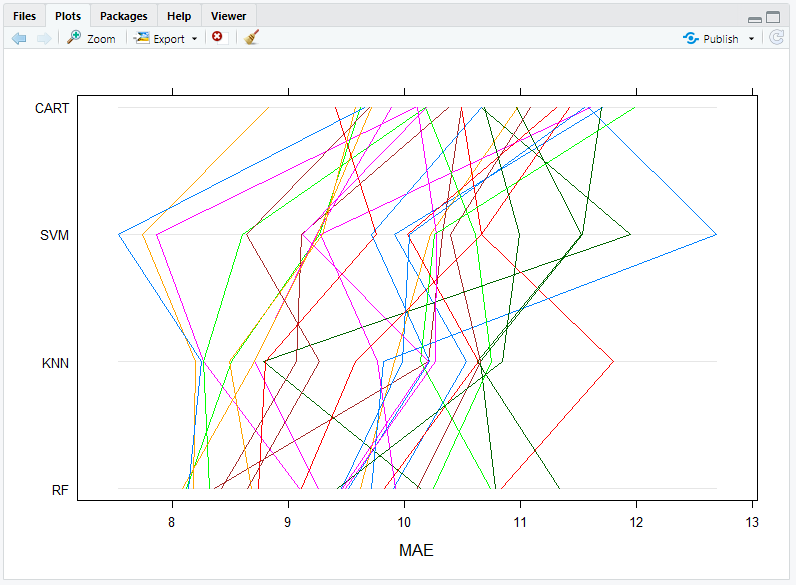 Files Plots Packages Help Viewer
Zoom Export Publish
CART
SVM
KNN
RF
8 9 10 11 12 13
MAE